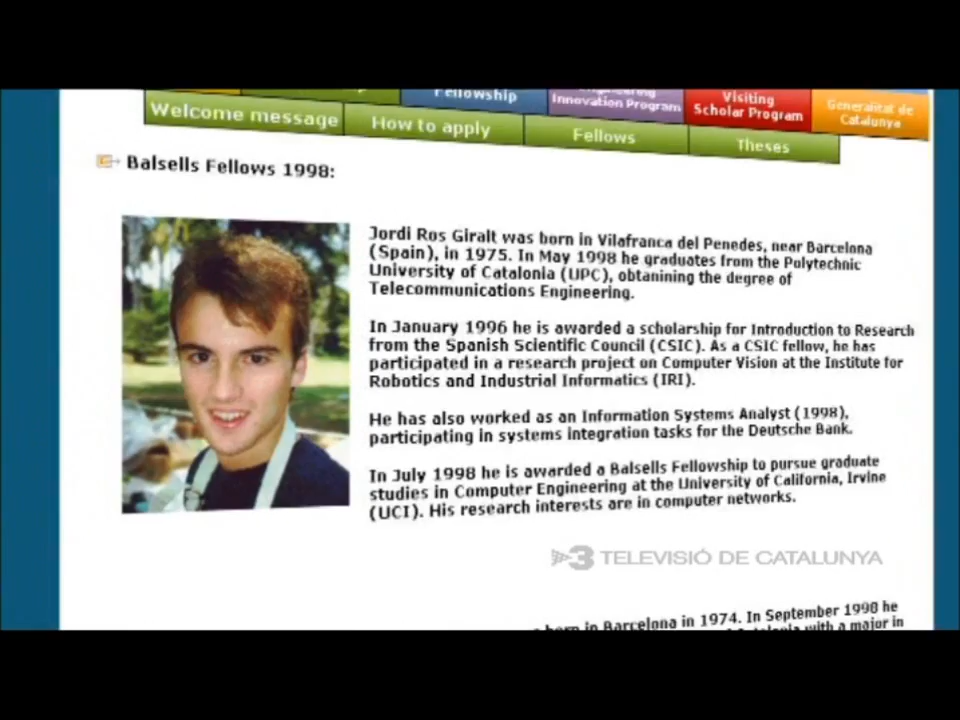 Fellowship
Innovation Program
Visiting
Scholar Program
Generalitat de
Catalunya
Welcome message
How to apply
Fellows
Theses
Balsells Fellows 1998:
Jordi Ros Giralt was born in Vilafranca del Penedes, near Barcelona
(Spain), in 1975. In May 1998 he graduates from the Polytechnic
University of Catalonia (UPC), obtanining the degree of
Telecommunications Engineering.
In January 1996 he is awarded a scholarship for Introduction to Research
from the Spanish Scientific Council (CSIC). As a CSIC fellow, he has
participated in a research project on Computer Vision at the Institute for
Robotics and Industrial Informatics (IRI).
He has also worked as an Information Systems Analyst (1998),
participating in systems integration tasks for the Deutsche Bank.
In July 1998 he is awarded a Balsells Fellowship to pursue graduate
studies in Computer Engineering at the University of California, Irvine
(UCI). His research interests are in computer networks.
3 TELEVISIÓ DE CATALUNYA
born in Barcelona in 1974. In September 1998 he
with a major in